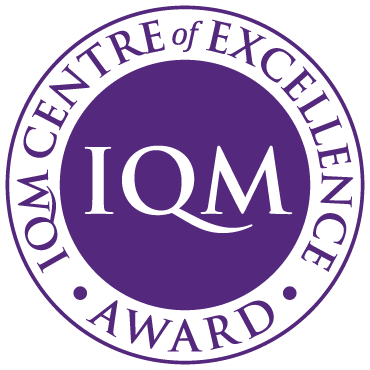 IQM CENTRE of EXCELLENCE
IQM
• AWARD •